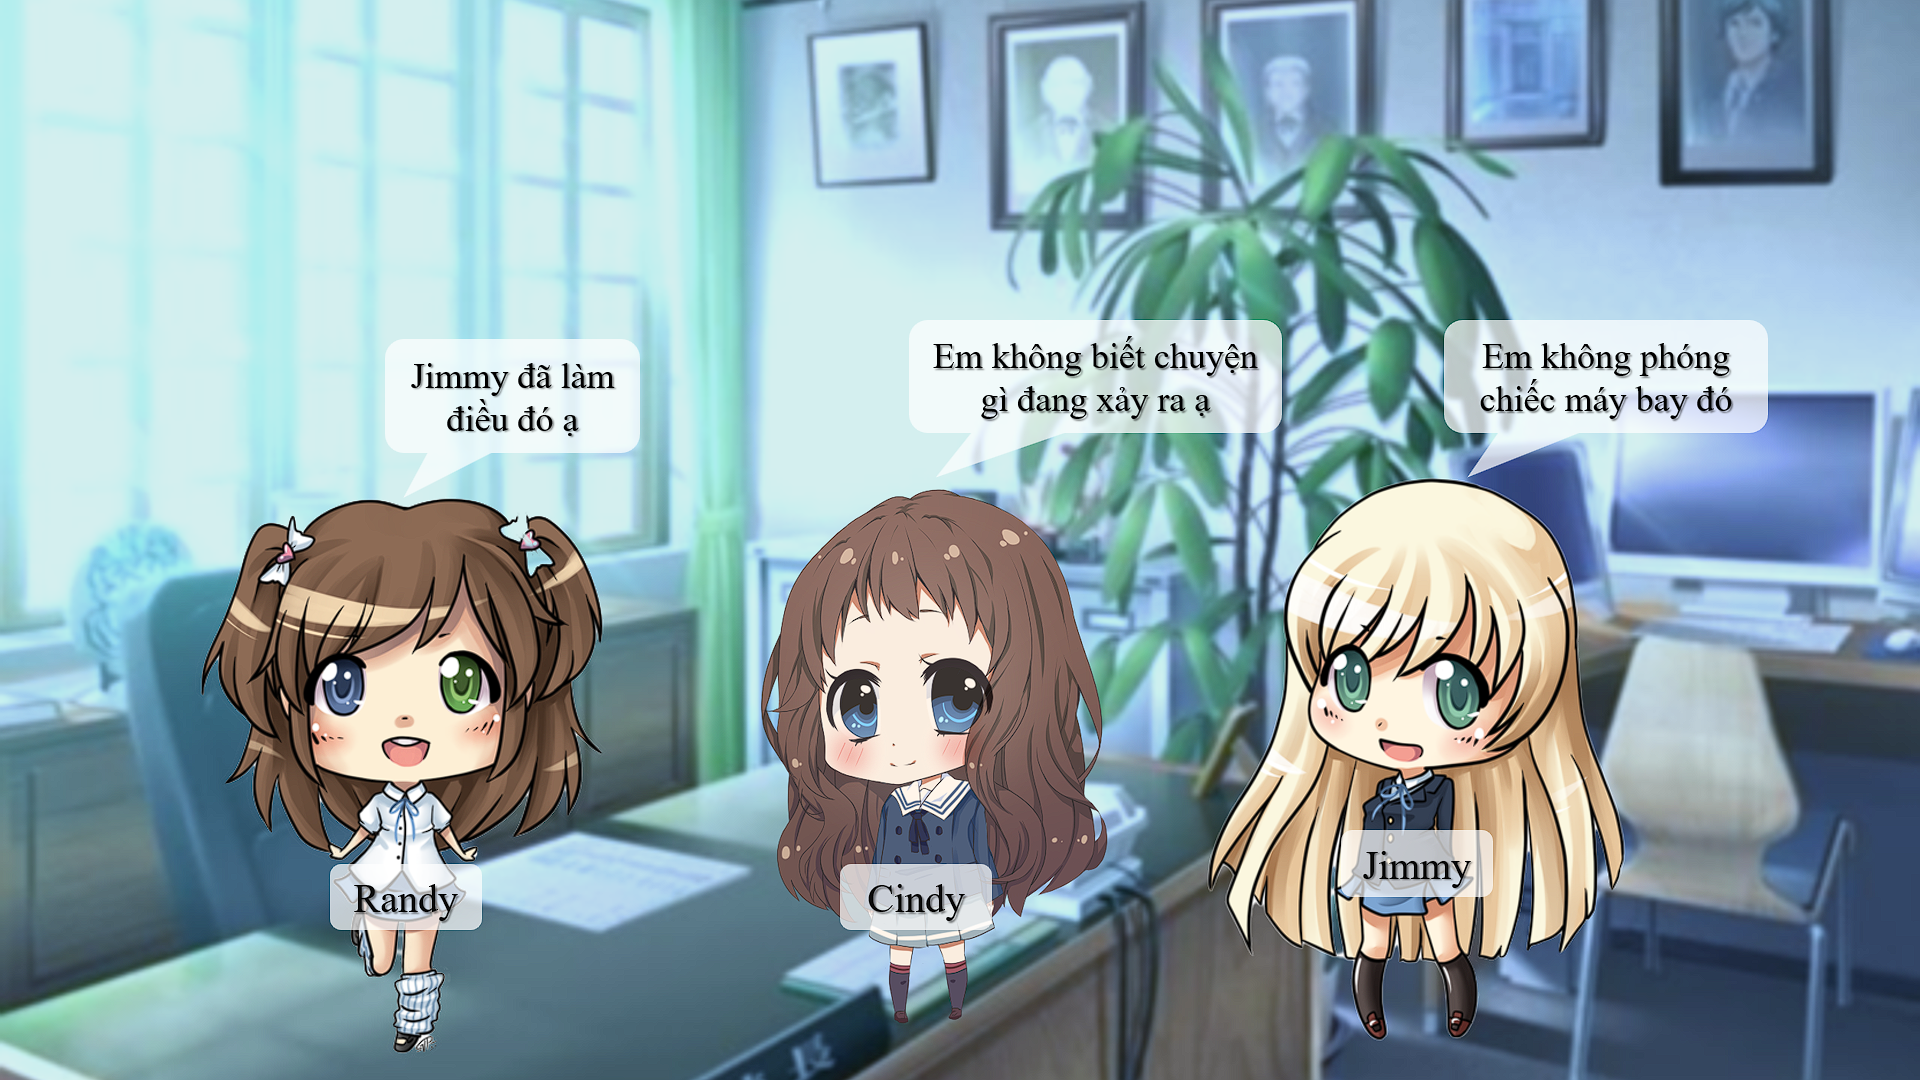 Jimmy đã làm
điều đó ạ
Em không biết chuyện
gì đang xảy ra ạ
Em không phóng
chiếc máy bay đó
Randy
Cindy
Jimmy
長